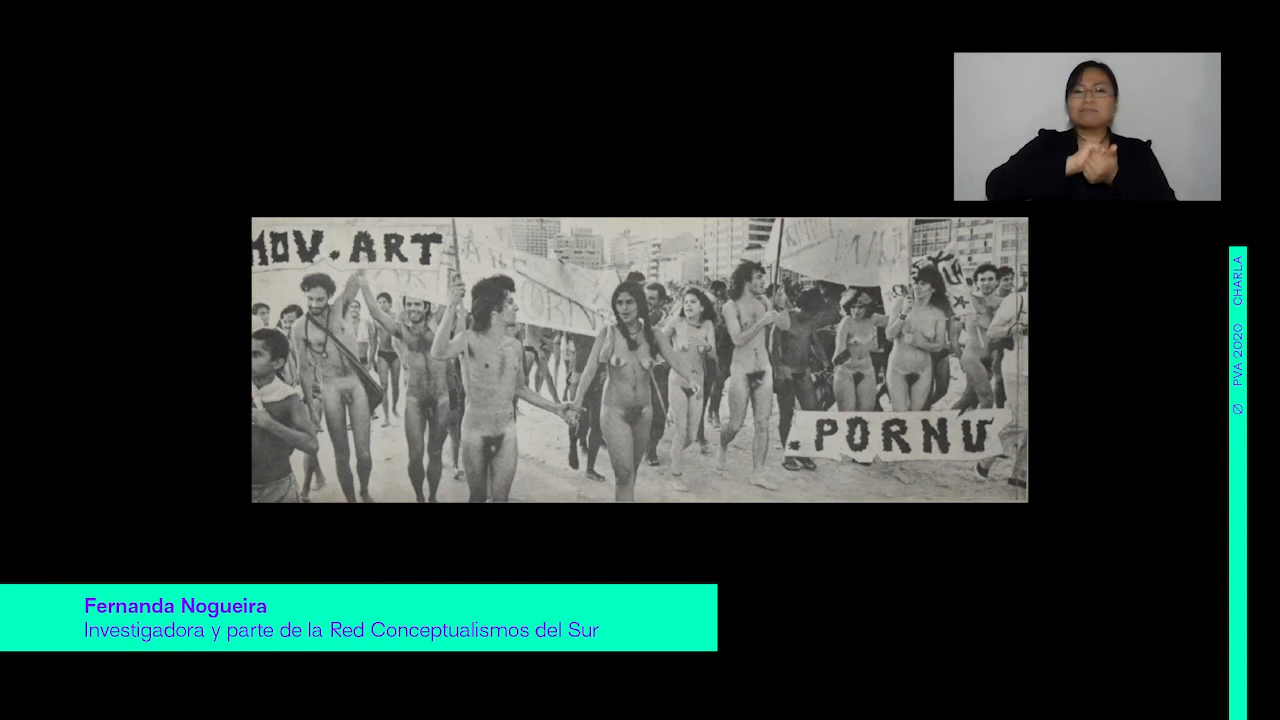 MOV.ART
.PORNÔ
Fernanda Nogueira
Investigadora y parte de la Red Conceptualismos del Sur
Ø PVA 2020 CHARLA